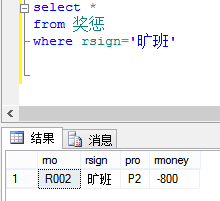 select *
from 奖惩
where rsign='旷班'
结果 消息
rno rsign pro rmoney
1 R002 旷班 P2 -800